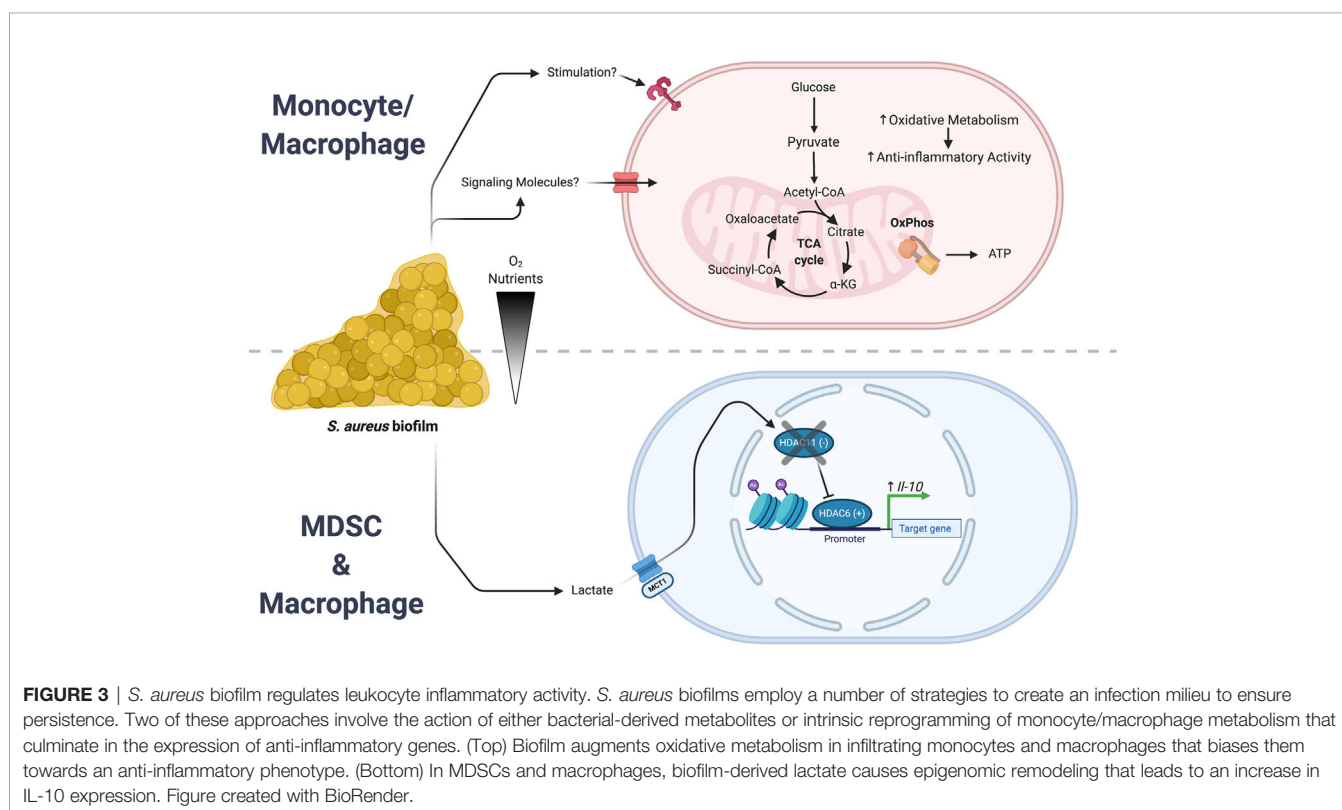 Monocyte/
Macrophage
Stimulation?
Signaling Molecules?
Glucose
Pyruvate
Acetyl-CoA
Oxaloacetate
Citrate
TCA
cycle
Succinyl-CoA
α-KG
↑Oxidative Metabolism
↑Anti-inflammatory Activity
OxPhos
ATP
O2
Nutrients
S. aureus biofilm
MDSC
&
Macrophage
Lactate
MCT1
HDAC11 (-)
Ac
Ac
HDAC6 (+)
↑ Il-10
Promoter
Target gene
FIGURE 3 | S. aureus biofilm regulates leukocyte inflammatory activity. S. aureus biofilms employ a number of strategies to create an infection milieu to ensure
persistence. Two of these approaches involve the action of either bacterial-derived metabolites or intrinsic reprogramming of monocyte/macrophage metabolism that
culminate in the expression of anti-inflammatory genes. (Top) Biofilm augments oxidative metabolism in infiltrating monocytes and macrophages that biases them
towards an anti-inflammatory phenotype. (Bottom) In MDSCs and macrophages, biofilm-derived lactate causes epigenomic remodeling that leads to an increase in
IL-10 expression. Figure created with BioRender.